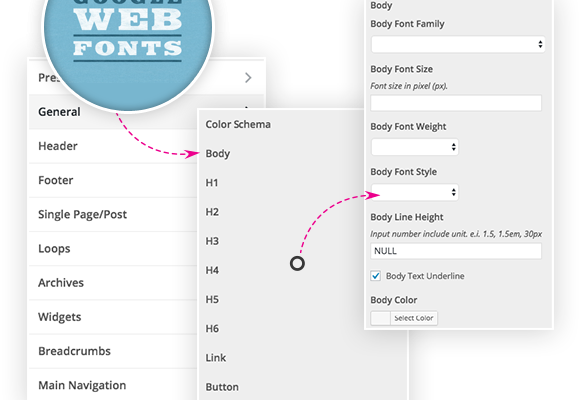 GOOGLE
WEB
FONTS
General
Header
Footer
Single Page/Post
Loops
Archives
Widgets
Breadcrumbs
Main Navigation
Color Schema
Body
H1
H2
H3
H4
H5
H6
Link
Button
Body
Body Font Family
Body Font Size
Font size in pixel (px).
Body Font Weight
Body Font Style
Body Line Height
Input number include unit. e.i. 1.5, 1.5em, 30px
NULL
Body Text Underline
Body Color
Select Color